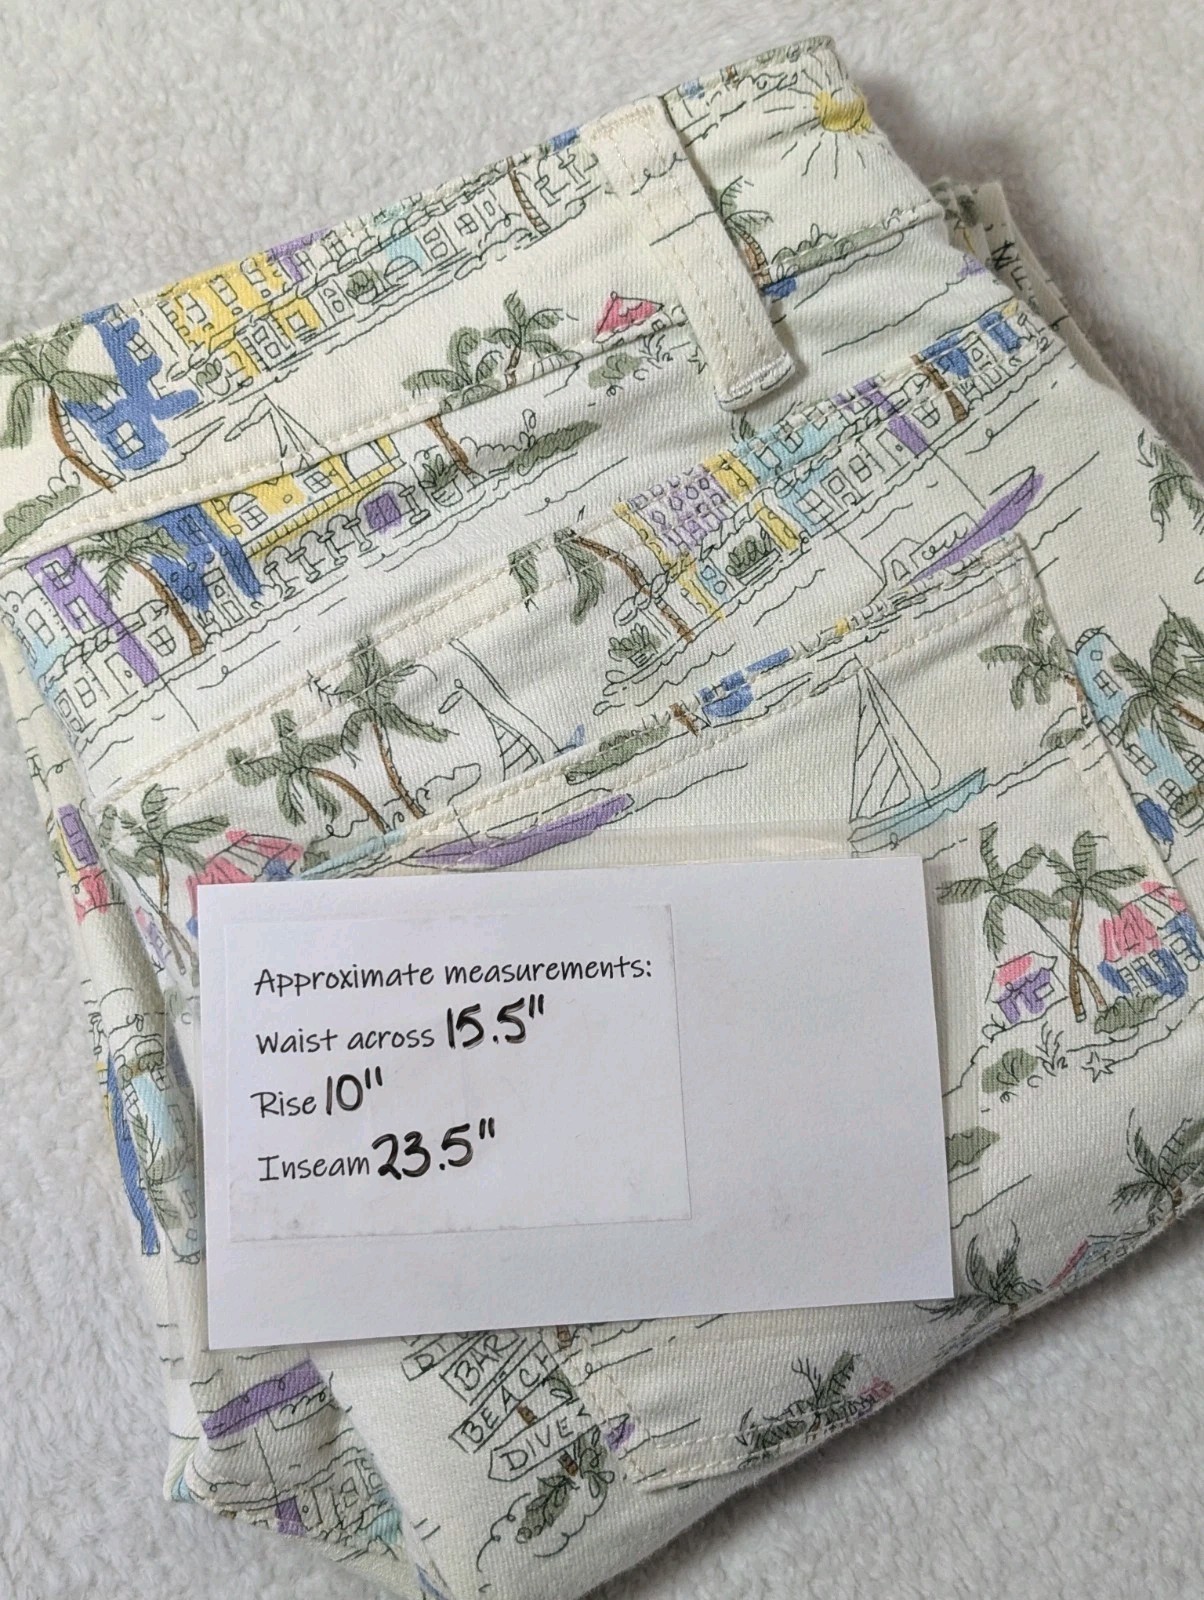 Approximate measurements:
Waist across 15.5"
Rise 10"
Inseam 23.5"
BAR
BEACH
DIVE